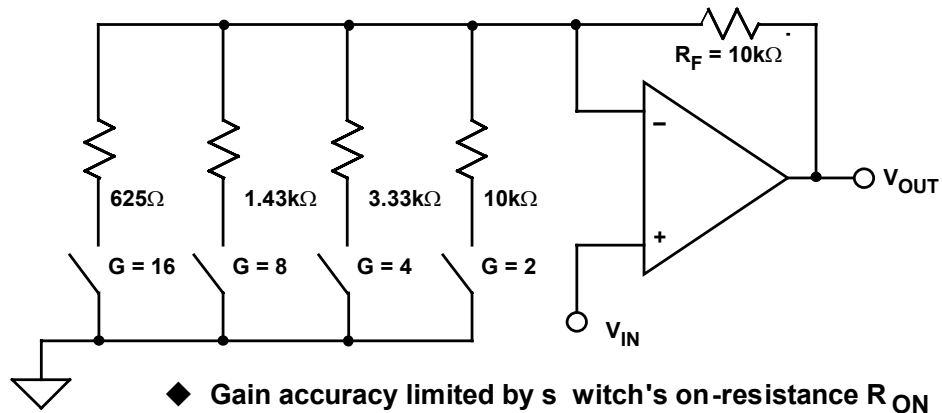 R_F = 10kΩ
−
625Ω
1.43kΩ
3.33kΩ
10kΩ
V_OUT
+
G = 16
G = 8
G = 4
G = 2
V_IN
◆ Gain accuracy limited by s witch's on-resistance R_ON